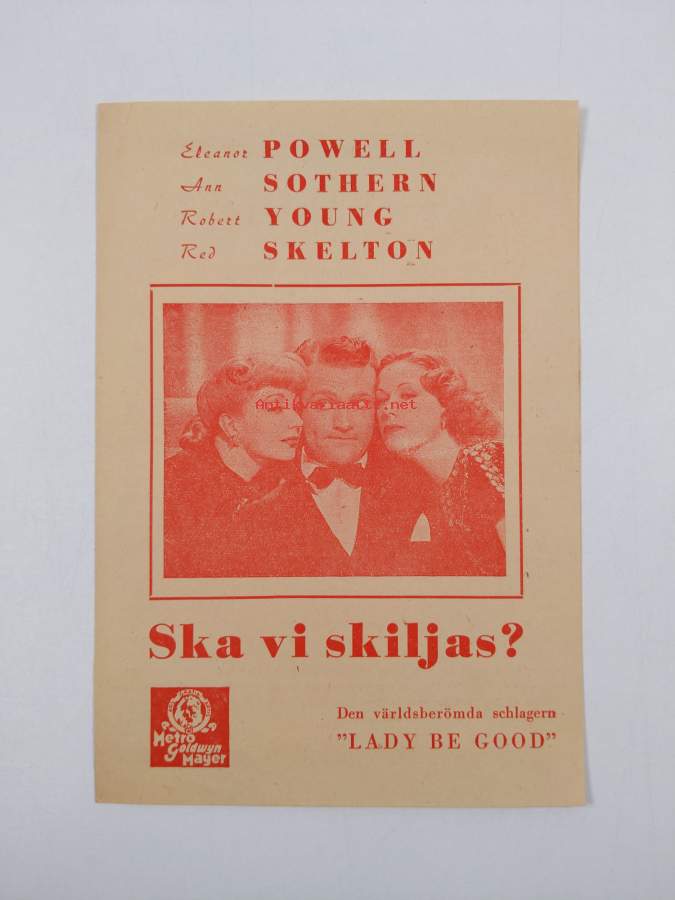 Eleanor POWELL
Ann SOTHERN
Robert YOUNG
Red SKELTON
Antikvariaatti.net
Ska vi skiljas?
Metro
Goldwyn
Mayer
Den världsberömda schlagern
”LADY BE GOOD”